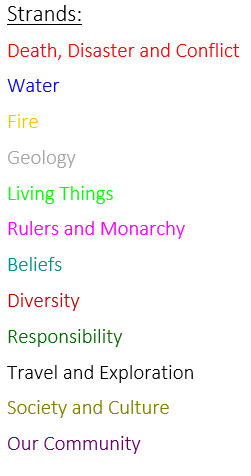 Strands:
Death, Disaster and Conflict
Water
Fire
Geology
Living Things
Rulers and Monarchy
Beliefs
Diversity
Responsibility
Travel and Exploration
Society and Culture
Our Community